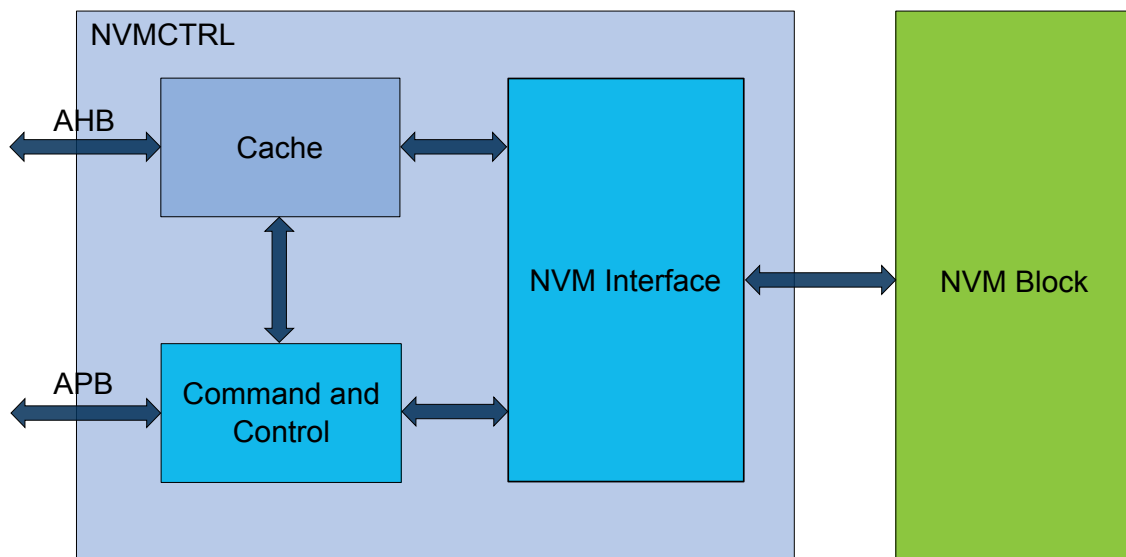 NVMCTRL
AHB
Cache
NVM Interface
NVM Block
APB
Command and
Control